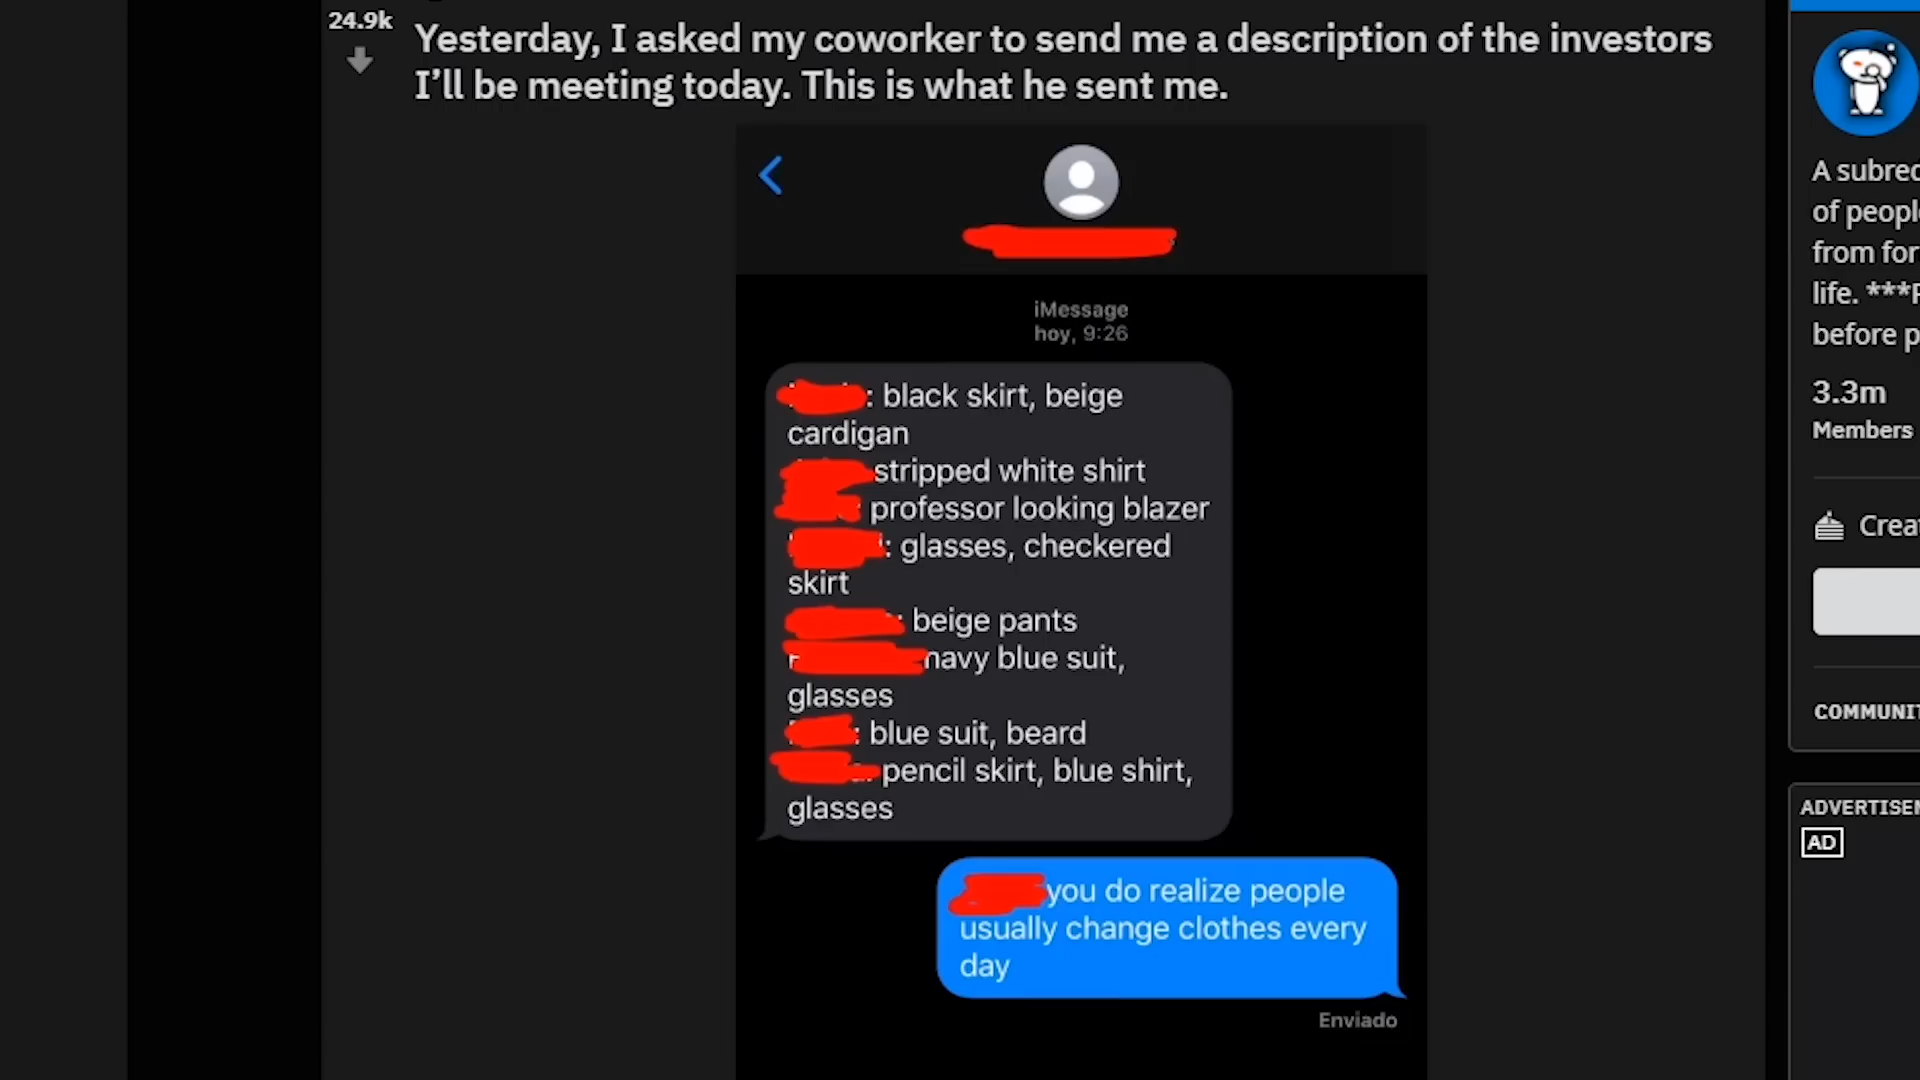 24.9k
Yesterday, I asked my coworker to send me a description of the investors
I’ll be meeting today. This is what he sent me.
iMessage
hoy, 9:26
: black skirt, beige
cardigan
stripped white shirt
professor looking blazer
: glasses, checkered
skirt
: beige pants
navy blue suit,
glasses
: blue suit, beard
pencil skirt, blue shirt,
glasses
you do realize people
usually change clothes every
day
Enviado
A subred
of people
from for
life. ***
before p
3.3m
Members
Crea
COMMUNIT
ADVERTISEM
AD